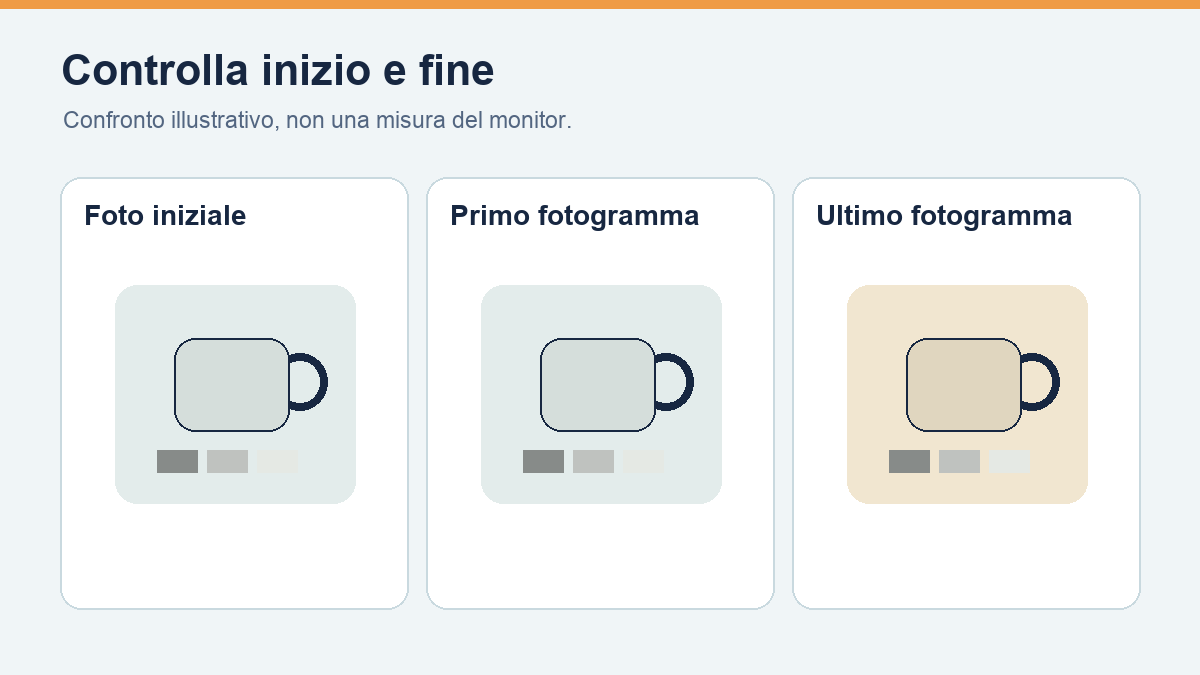 Controlla inizio e fine
Confronto illustrativo, non una misura del monitor.
Foto iniziale
Primo fotogramma
Ultimo fotogramma